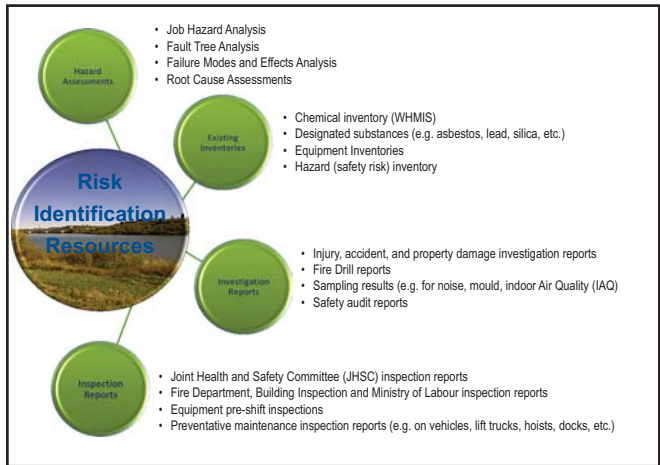 Risk
Identification
Resources
Hazard
Assessments
• Job Hazard Analysis
• Fault Tree Analysis
• Failure Modes and Effects Analysis
• Root Cause Assessments
Existing
Inventories
• Chemical inventory (WHMIS)
• Designated substances (e.g. asbestos, lead, silica, etc.)
• Equipment Inventories
• Hazard (safety risk) inventory
Investigation
Reports
• Injury, accident, and property damage investigation reports
• Fire Drill reports
• Sampling results (e.g. for noise, mould, indoor Air Quality (IAQ)
• Safety audit reports
Inspection
Reports
• Joint Health and Safety Committee (JHSC) inspection reports
• Fire Department, Building Inspection and Ministry of Labour inspection reports
• Equipment pre-shift inspections
• Preventative maintenance inspection reports (e.g. on vehicles, lift trucks, hoists, docks, etc.)